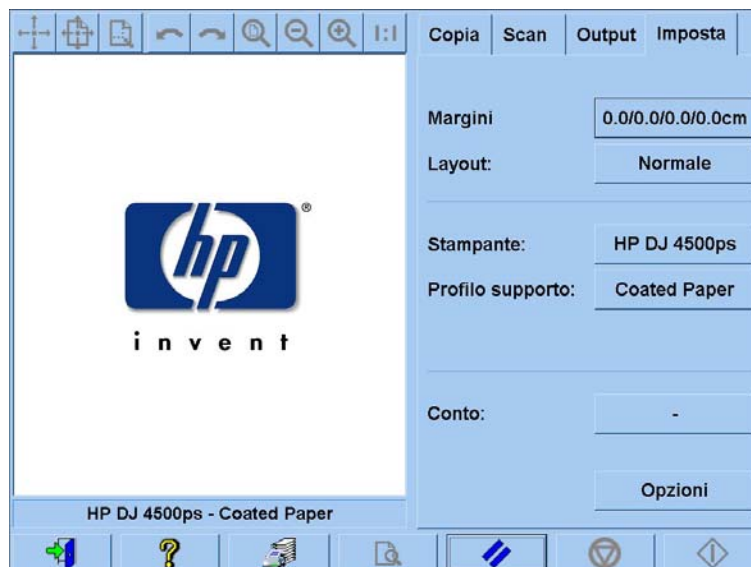 1:1
Copia Scan Output Imposta
Margini 0.0/0.0/0.0/0.0cm
Layout: Normale
hp®
invent
Stampante: HP DJ 4500ps
Profilo supporto: Coated Paper
Conto: -
Opzioni
HP DJ 4500ps - Coated Paper
?